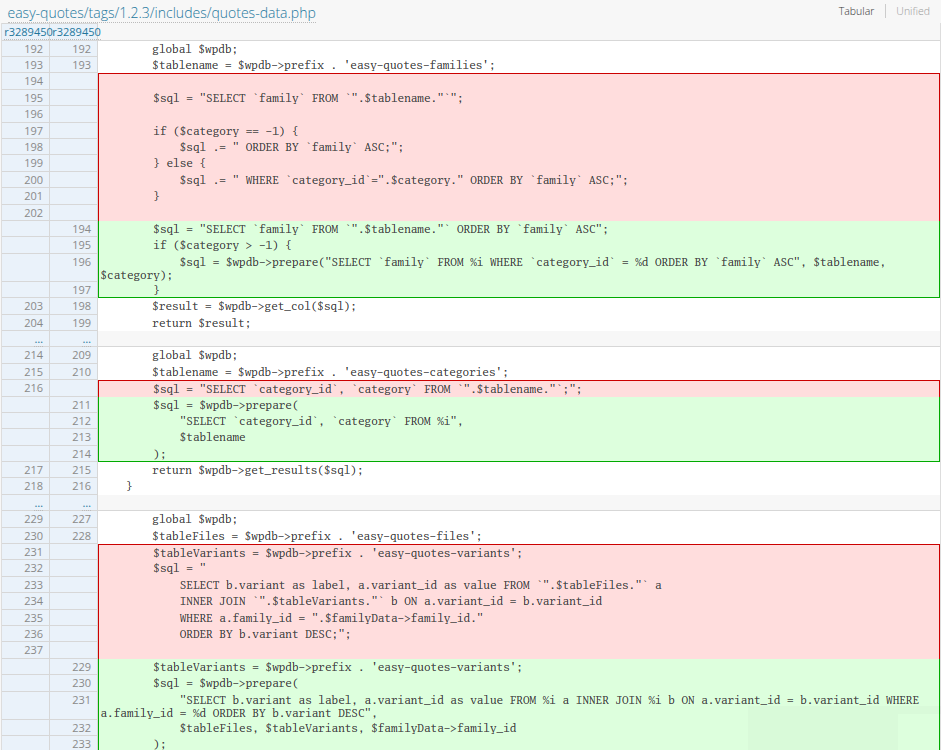 easy-quotes/tags/1.2.3/includes/quotes-data.php
Tabular Unified
r3289450r3289450
192 192 global $wpdb;
193 193 $tablename = $wpdb->prefix . 'easy-quotes-families';
194
195 $sql = "SELECT `family` FROM `".$tablename."`";
196
197 if ($category == -1) {
198 $sql .= " ORDER BY `family` ASC;";
199 } else {
200 $sql .= " WHERE `category_id`=".$category." ORDER BY `family` ASC;";
201 }
202
194 $sql = "SELECT `family` FROM `".$tablename."` ORDER BY `family` ASC";
195 if ($category > -1) {
196 $sql = $wpdb->prepare("SELECT `family` FROM %i WHERE `category_id` = %d ORDER BY `family` ASC", $tablename,
$category);
197 }
203 198 $result = $wpdb->get_col($sql);
204 199 return $result;
... ...
214 209 global $wpdb;
215 210 $tablename = $wpdb->prefix . 'easy-quotes-categories';
216 $sql = "SELECT `category_id`, `category` FROM `".$tablename."`;";
211 $sql = $wpdb->prepare(
212 "SELECT `category_id`, `category` FROM %i",
213 $tablename
214 );
217 215 return $wpdb->get_results($sql);
218 216 }
... ...
229 227 global $wpdb;
230 228 $tableFiles = $wpdb->prefix . 'easy-quotes-files';
231 $tableVariants = $wpdb->prefix . 'easy-quotes-variants';
232 $sql = "
233 SELECT b.variant as label, a.variant_id as value FROM `".$tableFiles."` a
234 INNER JOIN `".$tableVariants."` b ON a.variant_id = b.variant_id
235 WHERE a.family_id = ".$familyData->family_id."
236 ORDER BY b.variant DESC;";
237
229 $tableVariants = $wpdb->prefix . 'easy-quotes-variants';
230 $sql = $wpdb->prepare(
231 "SELECT b.variant as label, a.variant_id as value FROM %i a INNER JOIN %i b ON a.variant_id = b.variant_id WHERE
a.family_id = %d ORDER BY b.variant DESC",
232 $tableFiles, $tableVariants, $familyData->family_id
233 );